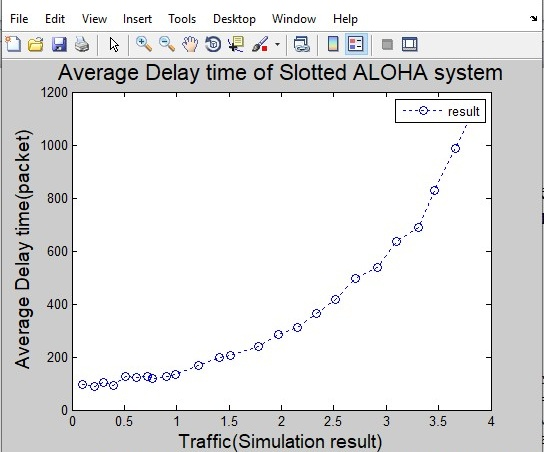 File Edit View Insert Tools Desktop Window Help
Average Delay time of Slotted ALOHA system
result
Average Delay time(packet)
1200
1000
800
600
400
200
0
0 0.5 1 1.5 2 2.5 3 3.5 4
Traffic(Simulation result)